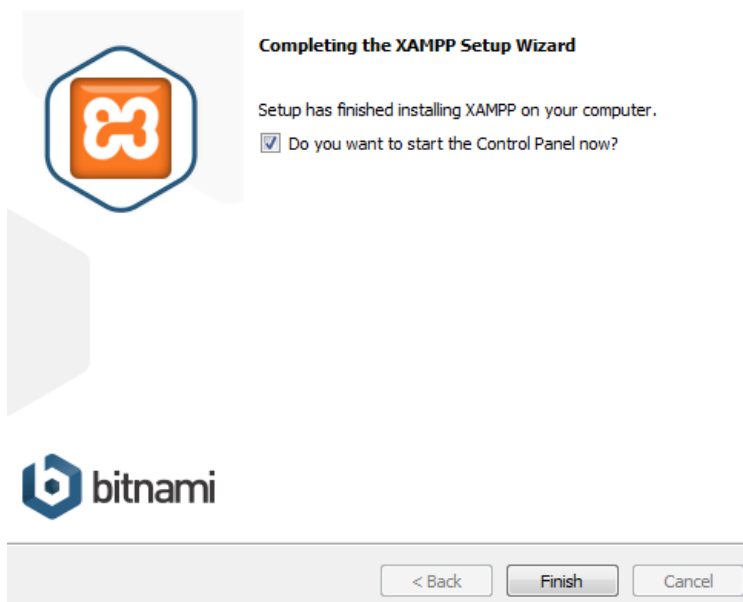 Completing the XAMPP Setup Wizard
Setup has finished installing XAMPP on your computer.
Do you want to start the Control Panel now?
bitnami
< Back
Finish
Cancel